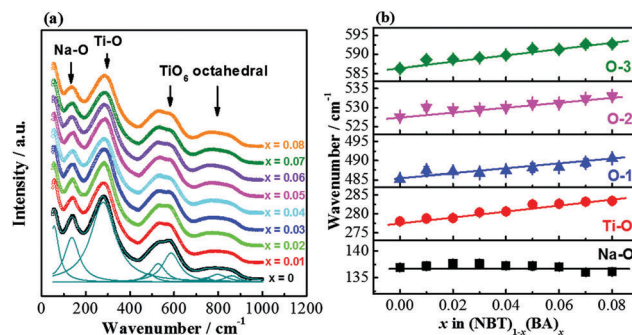 (a)
Na-O
Ti-O
TiO6 octahedral
x = 0.08
x = 0.07
x = 0.06
x = 0.05
x = 0.04
x = 0.03
x = 0.02
x = 0.01
x = 0
Intensity / a.u.
0 200 400 600 800 1000 1200
Wavenumber / cm-1
(b)
595
590
585
O-3
535
530
525
O-2
490
485
O-1
285
280
275
Ti-O
140
135
Na-O
Wavenumber / cm-1
0.00 0.02 0.04 0.06 0.08
x in (NBT)1-x(BA)x